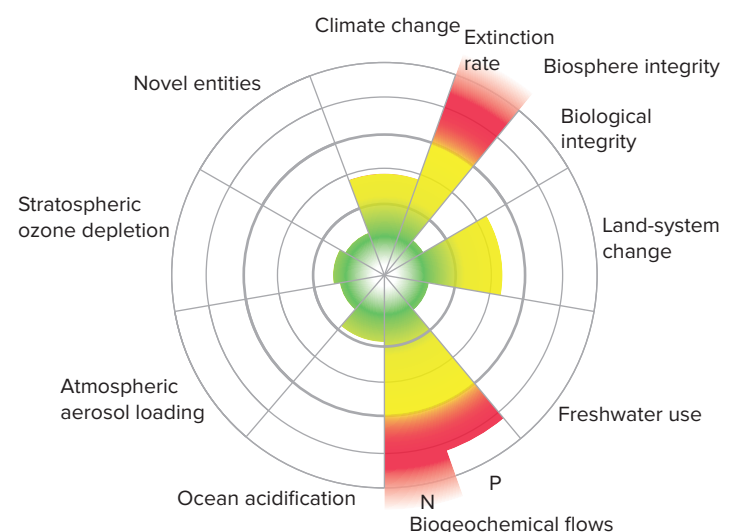 Climate change
Extinction
rate
Biosphere integrity
Novel entities
Biological
integrity
Stratospheric
ozone depletion
Land-system
change
Atmospheric
aerosol loading
Freshwater use
Ocean acidification
P
N
Biogeochemical flows